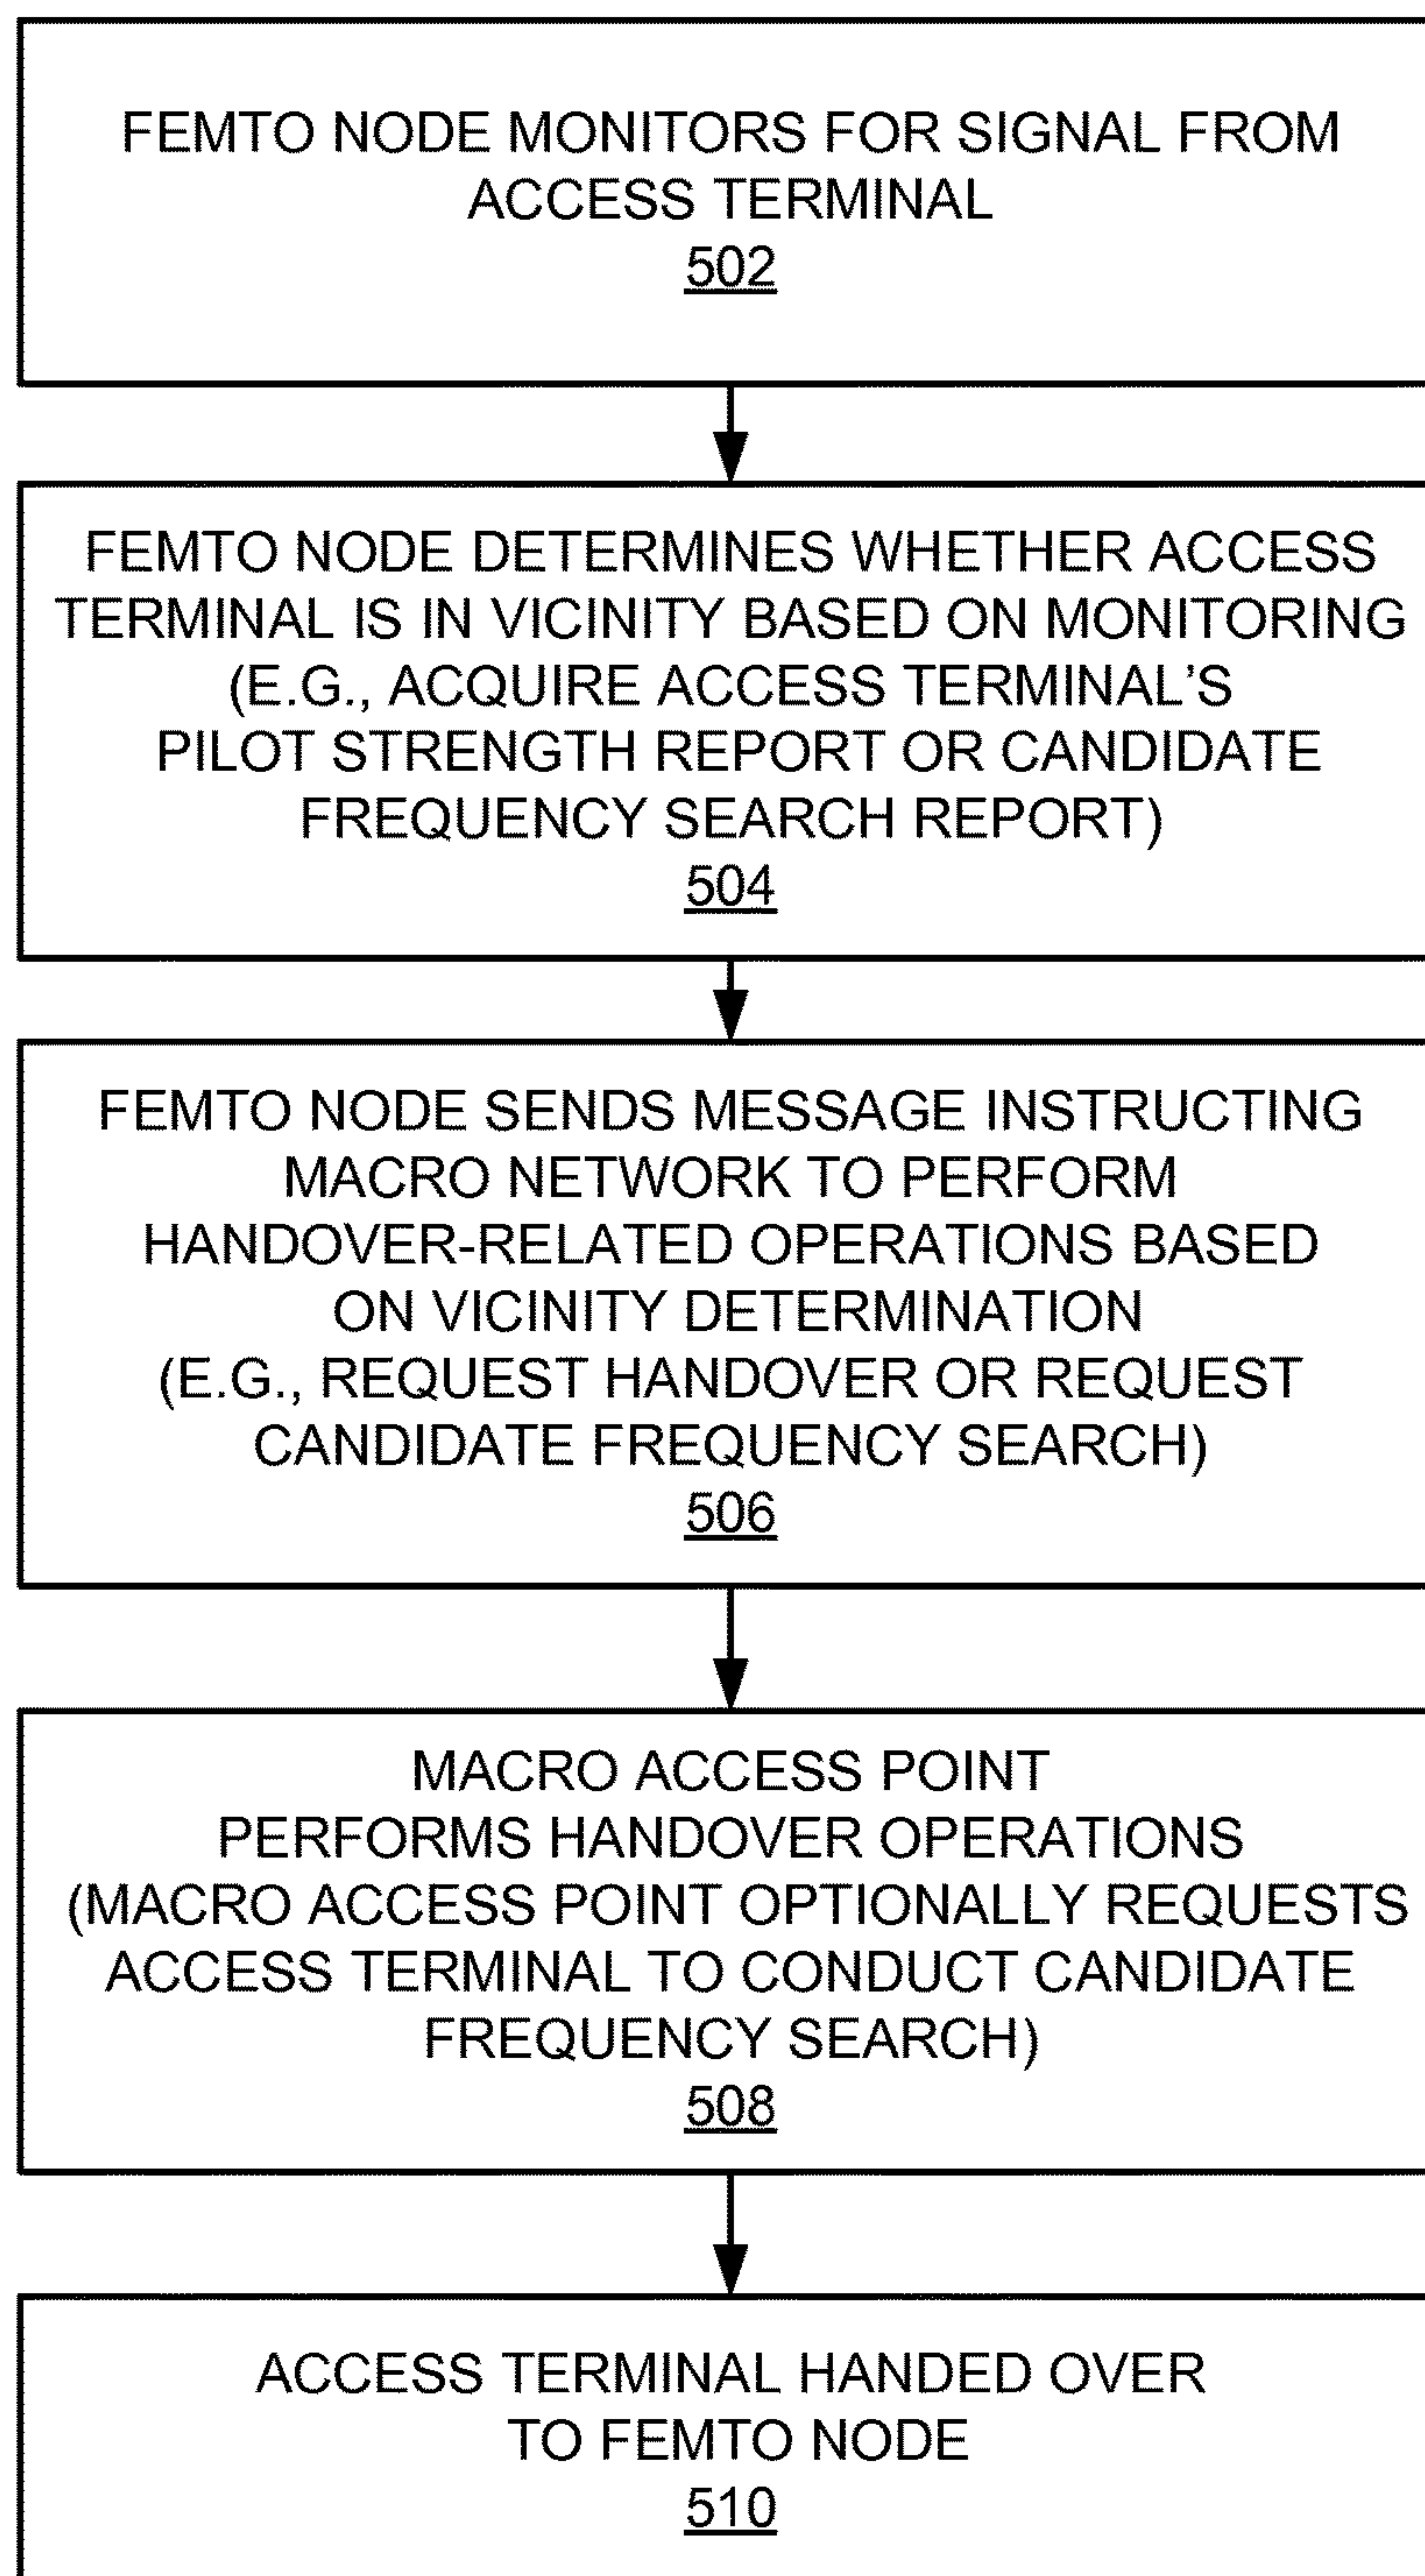 FEMTO NODE MONITORS FOR SIGNAL FROM
ACCESS TERMINAL
502
FEMTO NODE DETERMINES WHETHER ACCESS
TERMINAL IS IN VICINITY BASED ON MONITORING
(E.G., ACQUIRE ACCESS TERMINAL’S
PILOT STRENGTH REPORT OR CANDIDATE
FREQUENCY SEARCH REPORT)
504
FEMTO NODE SENDS MESSAGE INSTRUCTING
MACRO NETWORK TO PERFORM
HANDOVER-RELATED OPERATIONS BASED
ON VICINITY DETERMINATION
(E.G., REQUEST HANDOVER OR REQUEST
CANDIDATE FREQUENCY SEARCH)
506
MACRO ACCESS POINT
PERFORMS HANDOVER OPERATIONS
(MACRO ACCESS POINT OPTIONALLY REQUESTS
ACCESS TERMINAL TO CONDUCT CANDIDATE
FREQUENCY SEARCH)
508
ACCESS TERMINAL HANDED OVER
TO FEMTO NODE
510